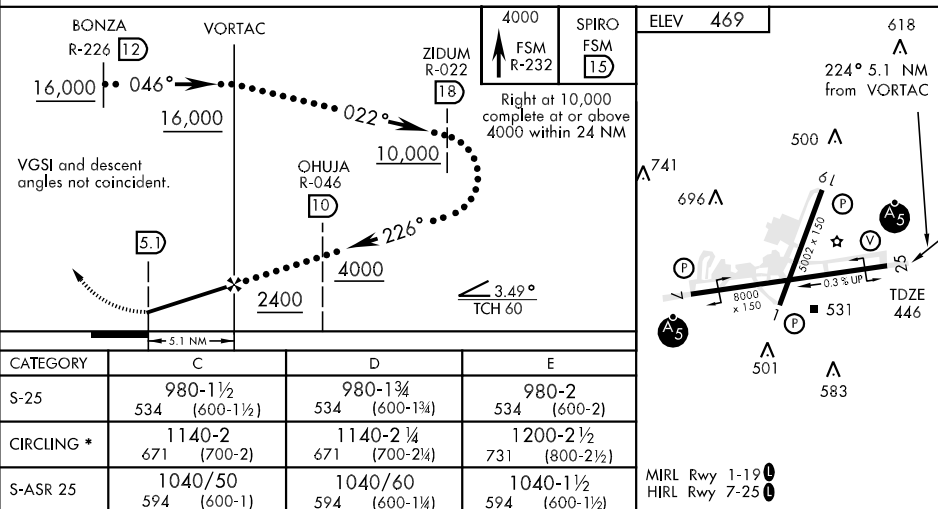 BONZA
R-226 12
16,000
046°
VORTAC
16,000
022°
ZIDUM
R-022
18
10,000
4000
FSM
R-232
SPIRO
FSM
15
Right at 10,000
complete at or above
4000 within 24 NM
VGSI and descent
angles not coincident.
OHUJA
R-046
10
226°
4000
2400
5.1
5.1 NM
3.49°
TCH 60
ELEV 469
618
224° 5.1 NM
from VORTAC
500
741
696
19
P
A5
V
5002 x 150
P
25
0.3% UP
7
8000
x 150
TDZE
446
1
531
P
A5
501
583
MIRL Rwy 1-19 L
HIRL Rwy 7-25 L
CATEGORY C D E
S-25 980-1½ 980-1¾ 980-2
534 (600-1½) 534 (600-1¾) 534 (600-2)
CIRCLING * 1140-2 1140-2¼ 1200-2½
671 (700-2) 671 (700-2¼) 731 (800-2½)
S-ASR 25 1040/50 1040/60 1040-1½
594 (600-1) 594 (600-1¼) 594 (600-1½)